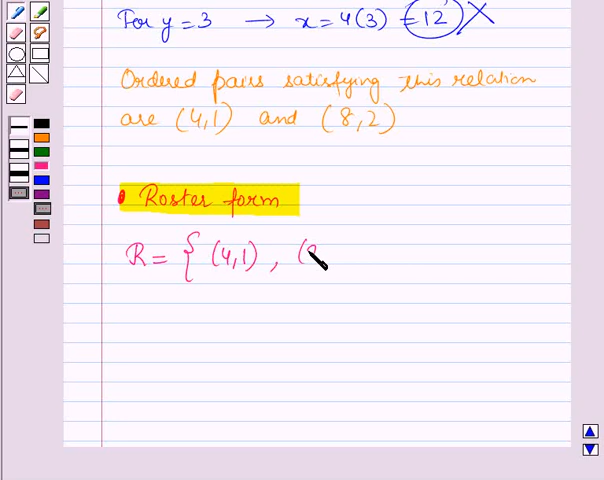 For y = 3 → x = 4(3) = 12
Ordered pairs satisfying this relation
are (4,1) and (8,2)
• Roster form
R = { (4,1) , (8